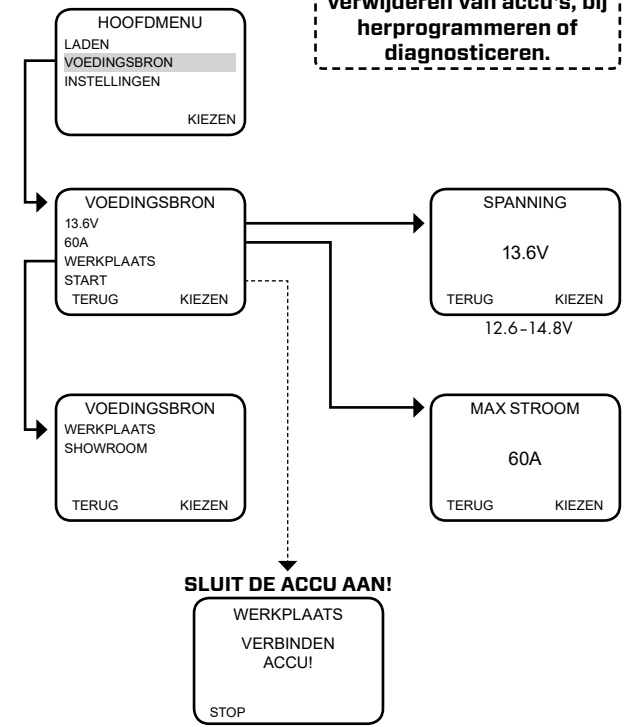 verwijderen van accu's, bij
herprogrammeren of
diagnosticeren.
HOOFDMENU
LADEN
VOEDINGSBRON
INSTELLINGEN
KIEZEN
VOEDINGSBRON
13.6V
60A
WERKPLAATS
START
TERUG KIEZEN
SPANNING
13.6V
TERUG KIEZEN
12.6–14.8V
VOEDINGSBRON
WERKPLAATS
SHOWROOM
TERUG KIEZEN
MAX STROOM
60A
TERUG KIEZEN
SLUIT DE ACCU AAN!
WERKPLAATS
VERBINDEN
ACCU!
STOP